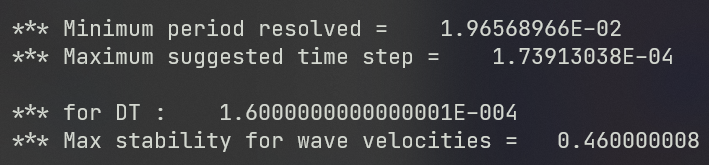 *** Minimum period resolved =    1.96568966E-02
*** Maximum suggested time step =    1.73913038E-04
*** for DT :    1.6000000000000001E-004
*** Max stability for wave velocities =   0.460000008